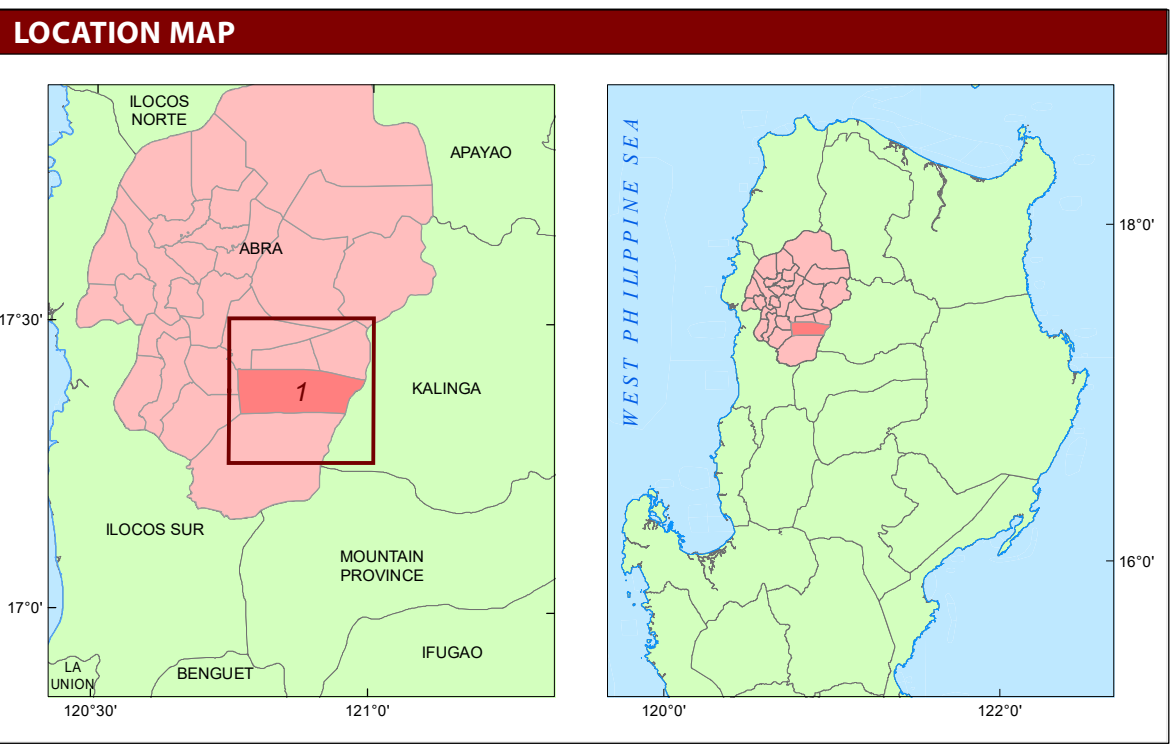 LOCATION MAP
ILOCOS
NORTE
APAYAO
ABRA
17°30'
1
KALINGA
ILOCOS SUR
MOUNTAIN
PROVINCE
17°0'
IFUGAO
LA
UNION
BENGUET
120°30'
121°0'
WEST PHILIPPINE SEA
18°0'
16°0'
120°0'
122°0'